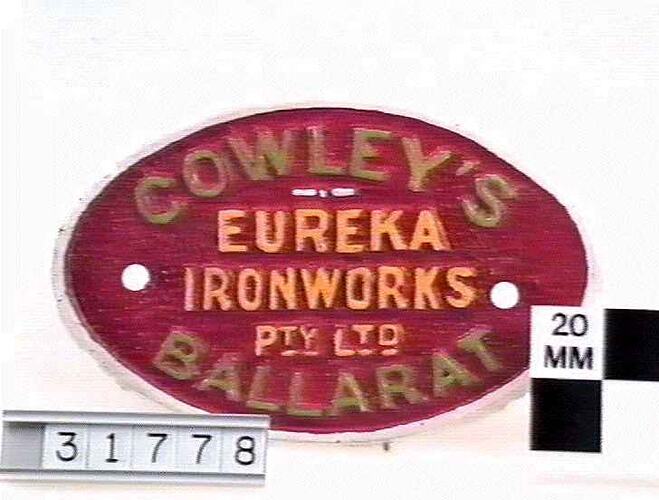 COWLEY'S
EUREKA
IRONWORKS
PTY LTD
BALLARAT
20
MM
31778